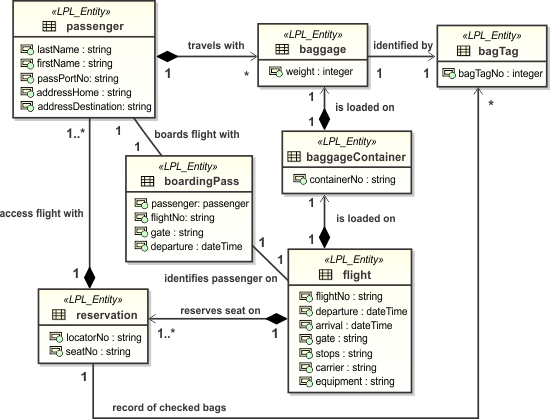 «LPL_Entity»
passenger
lastName : string
firstName : string
passPortNo: string
addressHome : string
addressDestination: string
travels with
1
*
«LPL_Entity»
baggage
weight : integer
identified by
1
1
«LPL_Entity»
bagTag
bagTagNo : integer
*
1..*
1
boards flight with
1
is loaded on
1
1
«LPL_Entity»
baggageContainer
containerNo : string
«LPL_Entity»
boardingPass
passenger: passenger
flightNo: string
gate : string
departure : dateTime
access flight with
1
is loaded on
1
1
1
identifies passenger on
1
«LPL_Entity»
flight
flightNo : string
departure : dateTime
arrival : dateTime
gate : string
stops : string
carrier : string
equipment : string
«LPL_Entity»
reservation
locatorNo : string
seatNo : string
reserves seat on
1..*
1
1
record of checked bags